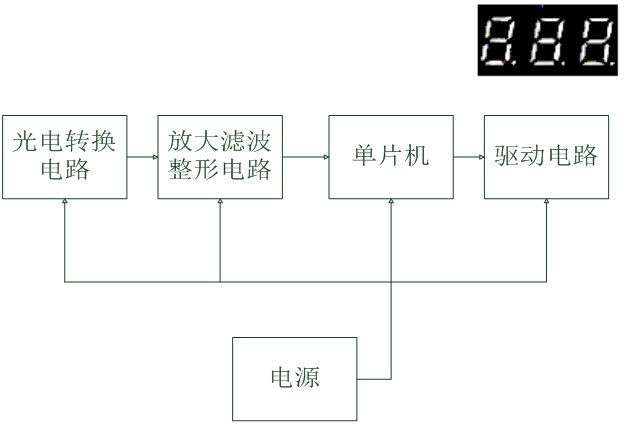 光电转换
电路
放大滤波
整形电路
单片机
驱动电路
电源